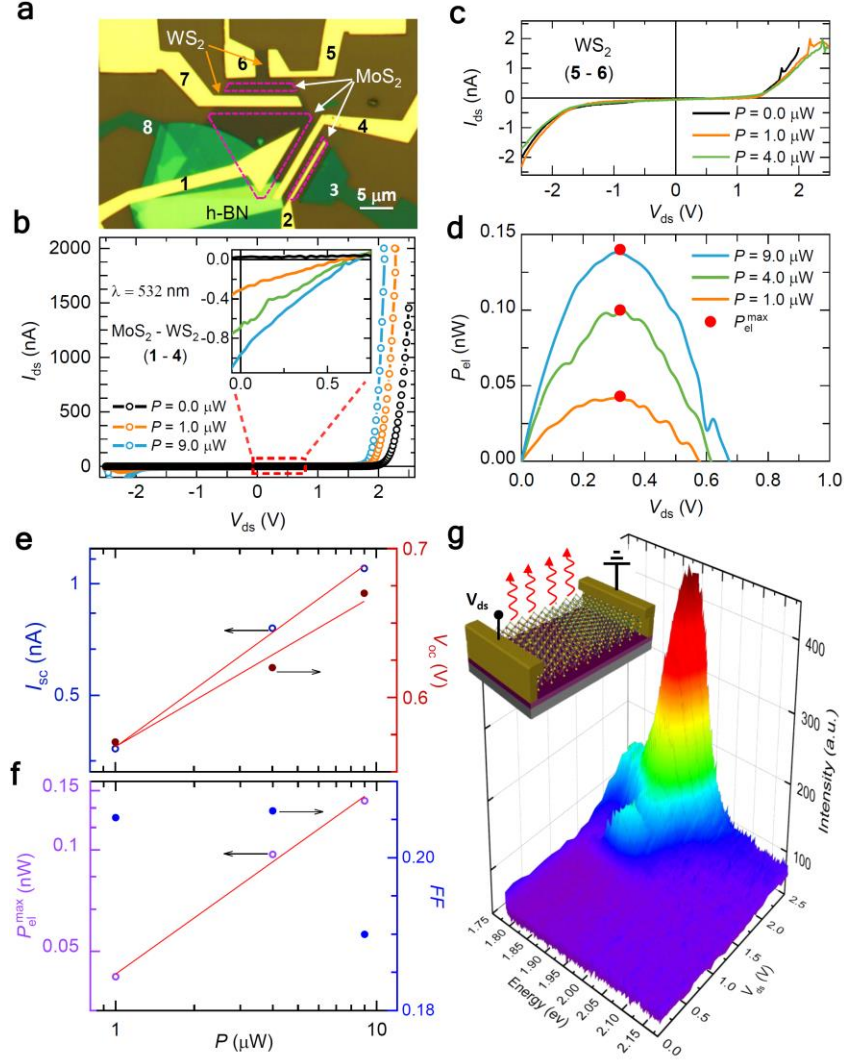 a
WS2
MoS2
5
6
7
8
4
1
3
2
h-BN
5 μm
b
2000
1500
1000
500
0
Ids (nA)
λ = 532 nm
MoS2 - WS2
(1 - 4)
0.0
-0.4
-0.8
0.0 0.5
P = 0.0 μW
P = 1.0 μW
P = 9.0 μW
-2 -1 0 1 2
Vds (V)
c
2
1
0
-1
-2
Ids (nA)
WS2
(5 - 6)
P = 0.0 μW
P = 1.0 μW
P = 4.0 μW
-2 -1 0 1 2
Vds (V)
d
0.15
0.10
0.05
0.00
Pel (nW)
P = 9.0 μW
P = 4.0 μW
P = 1.0 μW
Pel max
0.0 0.2 0.4 0.6 0.8 1.0
Vds (V)
e
1
0.5
Isc (nA)
0.7
0.6
Voc (V)
f
0.15
0.1
0.05
Pel max (nW)
0.20
0.18
FF
1 10
P (μW)
g
Vds
400
300
200
100
Intensity (a.u.)
1.75
1.80
1.85
1.90
1.95
2.00
2.05
2.10
2.15
Energy (ev)
0.0
0.5
1.0
1.5
2.0
2.5
Vds (V)